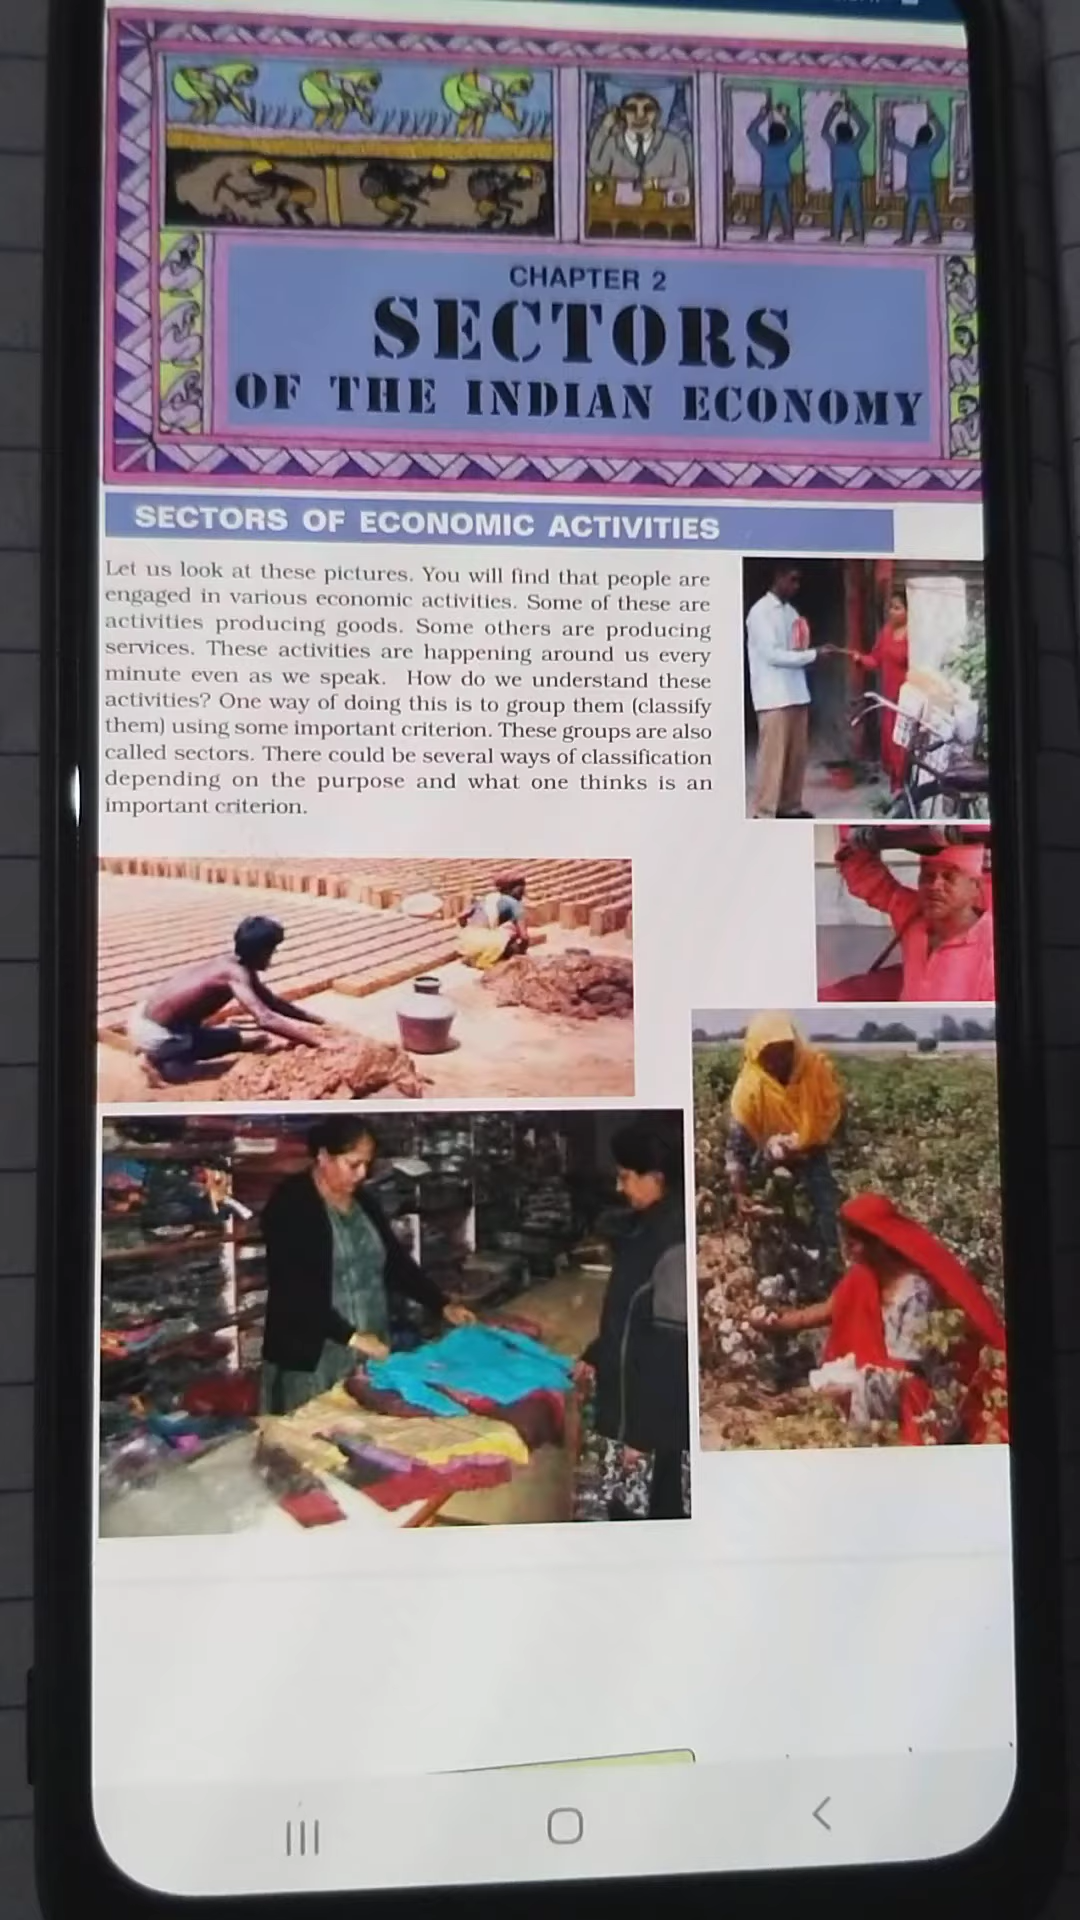 CHAPTER 2
SECTORS
OF THE INDIAN ECONOMY
SECTORS OF ECONOMIC ACTIVITIES
Let us look at these pictures. You will find that people are
engaged in various economic activities. Some of these are
activities producing goods. Some others are producing
services. These activities are happening around us every
minute even as we speak. How do we understand these
activities? One way of doing this is to group them (classify
them) using some important criterion. These groups are also
called sectors. There could be several ways of classification
depending on the purpose and what one thinks is an
important criterion.